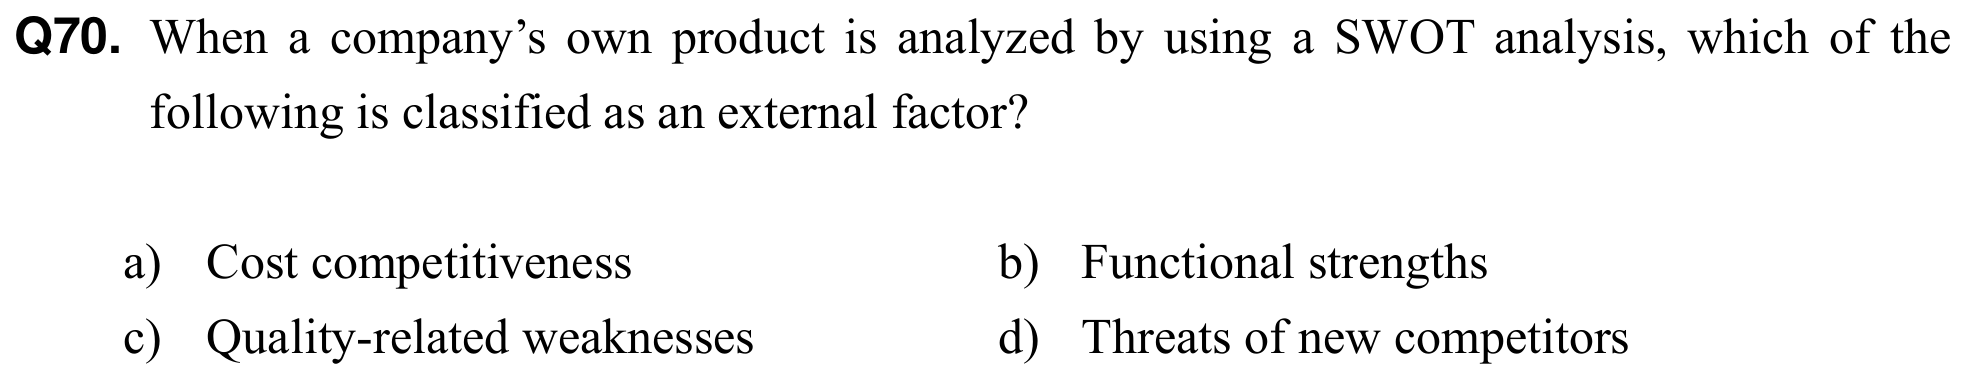 Q70. When a company’s own product is analyzed by using a SWOT analysis, which of the
following is classified as an external factor?
a) Cost competitiveness b) Functional strengths
c) Quality-related weaknesses d) Threats of new competitors